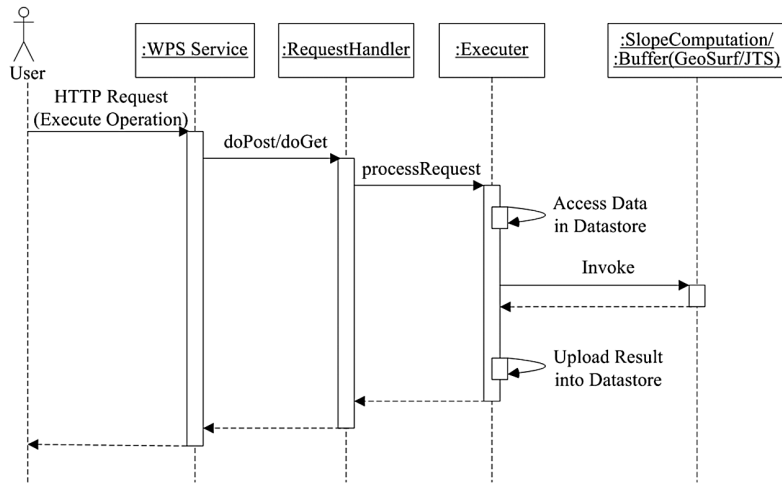 :WPS Service
:RequestHandler
:Executer
:SlopeComputation/
:Buffer(GeoSurf/JTS)
User
HTTP Request
(Execute Operation)
doPost/doGet
processRequest
Access Data
in Datastore
Invoke
Upload Result
into Datastore